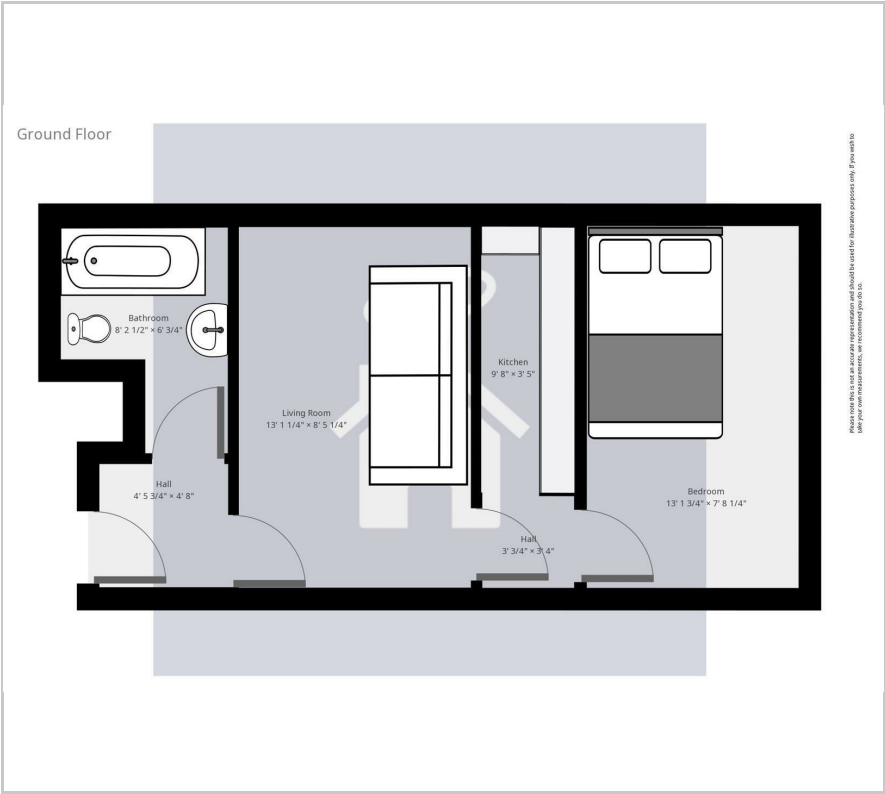 Ground Floor
Bathroom
8' 2 1/2" × 6' 3/4"
Living Room
13' 1 1/4" × 8' 5 1/4"
Kitchen
9' 8" × 3' 5"
Bedroom
13' 1 3/4" × 7' 8 1/4"
Hall
4' 5 3/4" × 4' 8"
Hall
3' 3/4" × 3' 4"
Please note this is not an accurate representation and should be used for illustrative purposes only. If you wish to
take your own measurements, we recommend you do so.